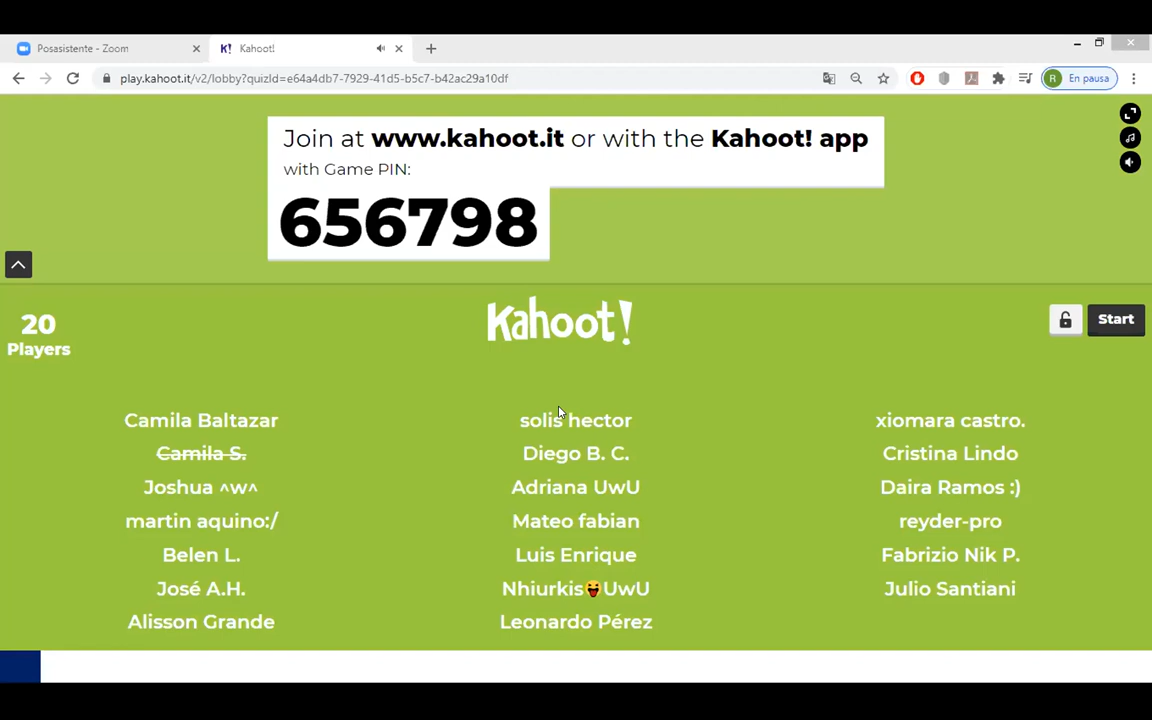 Posasistente - Zoom
K! Kahoot!
play.kahoot.it/v2/lobby?quizId=e64a4db7-7929-41d5-b5c7-b42ac29a10df
R En pausa
Join at www.kahoot.it or with the Kahoot! app
with Game PIN:
656798
20
Players
Kahoot!
Start
Camila Baltazar
solis hector
xiomara castro.
Camila S.
Diego B. C.
Cristina Lindo
Joshua ^w^
Adriana UwU
Daira Ramos :)
martin aquino:/
Mateo fabian
reyder-pro
Belen L.
Luis Enrique
Fabrizio Nik P.
José A.H.
Nhiurkis😝UwU
Julio Santiani
Alisson Grande
Leonardo Pérez